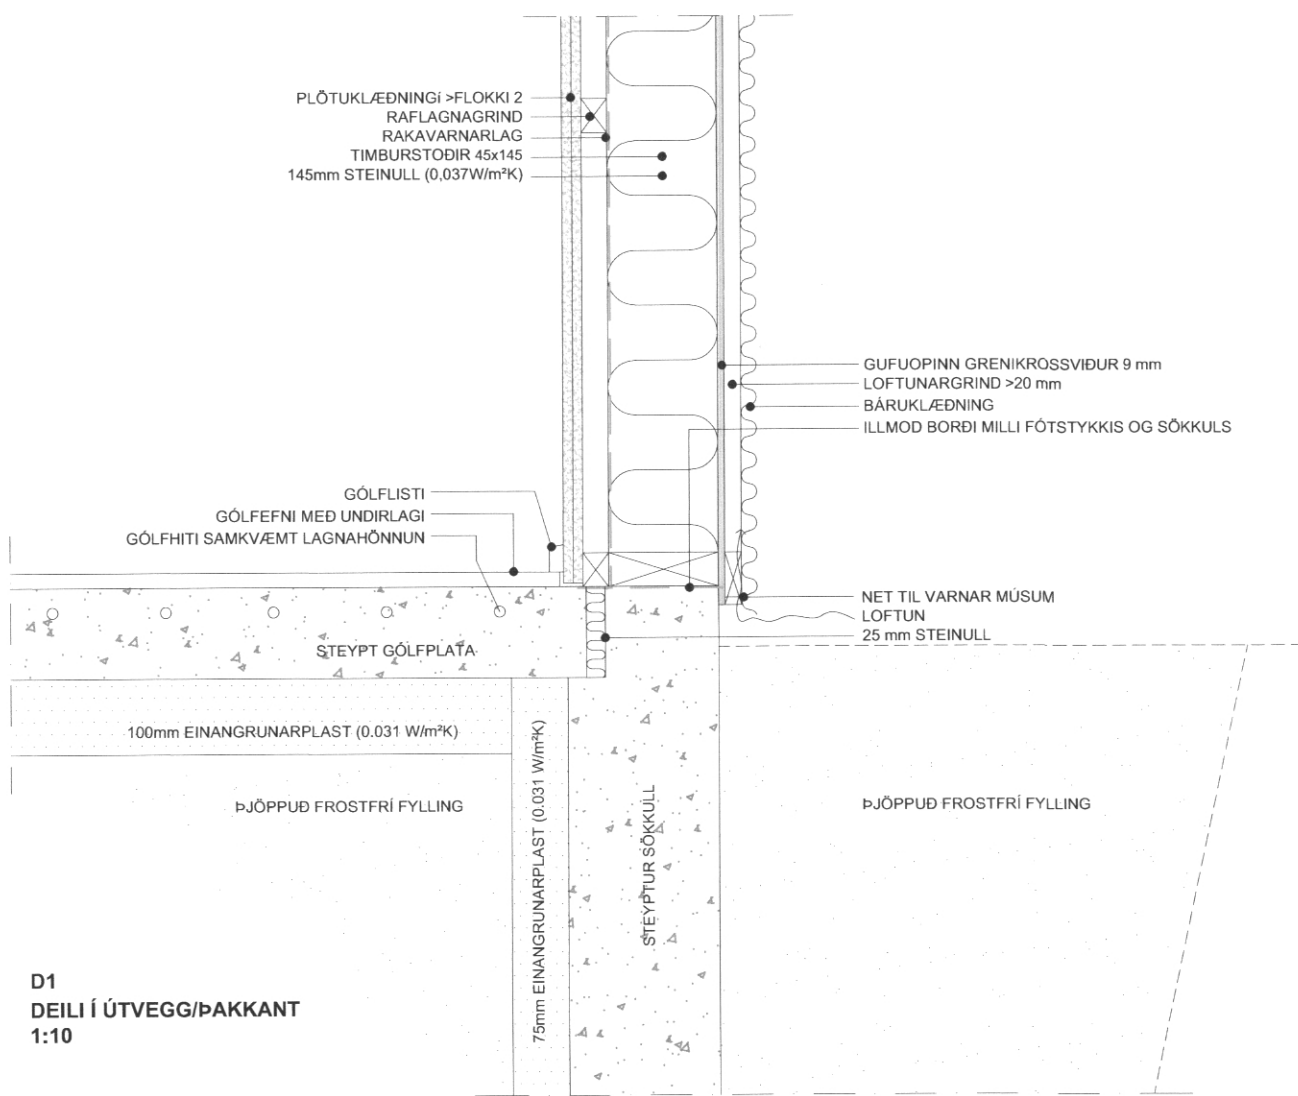 PLÖTUKLÆÐNINGí >FLOKKI 2
RAFLAGNAGRIND
RAKAVARNARLAG
TIMBURSTOÐIR 45x145
145mm STEINULL (0,037W/m²K)
GUFUOPINN GRENIKROSSVIÐUR 9 mm
LOFTUNARGRIND >20 mm
BÁRUKLÆÐNING
ILLMOD BORÐI MILLI FÓTSTYKKIS OG SÖKKULS
GÓLFLISTI
GÓLFEFNI MEÐ UNDIRLAGI
GÓLFHITI SAMKVÆMT LAGNAHÖNNUN
NET TIL VARNAR MÚSUM
LOFTUN
25 mm STEINULL
STEYPT GÓLFPLATA
100mm EINANGRUNARPLAST (0.031 W/m²K)
75mm EINANGRUNARPLAST (0.031 W/m²K)
STEYPTUR SÖKKULL
ÞJÖPPUÐ FROSTFRÍ FYLLING
ÞJÖPPUÐ FROSTFRÍ FYLLING
D1
DEILI Í ÚTVEGG/ÞAKKANT
1:10